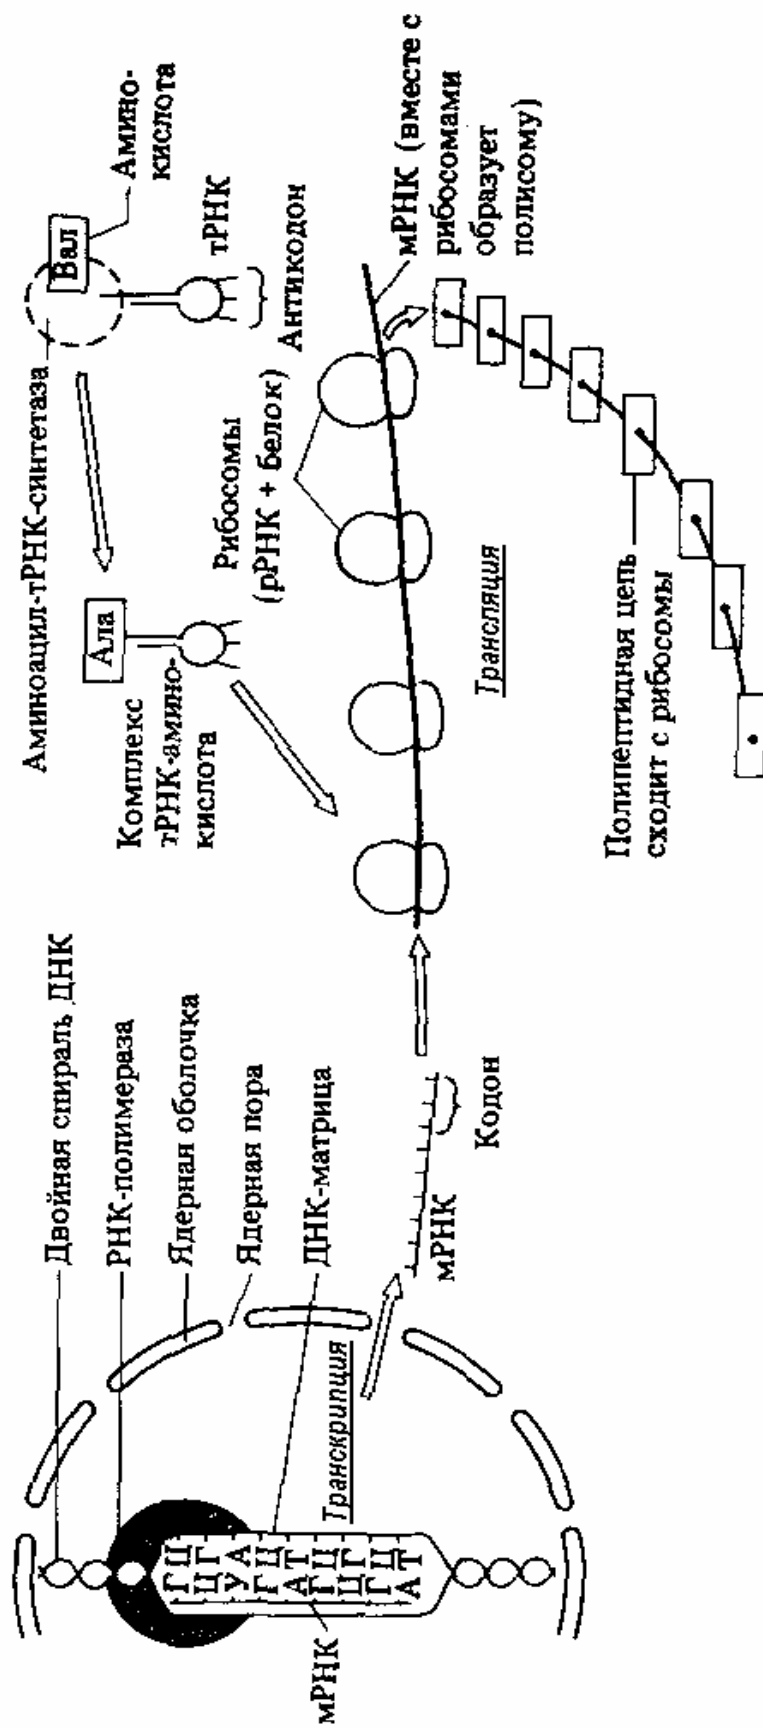 Двойная спираль ДНК
РНК-полимераза
Ядерная оболочка
Ядерная пора
ДНК-матрица
Транскрипция
мРНК
Г Ц
Ц Г
У А
Г Ц
А Т
Г Ц
Ц Г
Г Ц
А Т
мРНК
Кодон
Аминоацил-тРНК-синтетаза
Вал
Амино-
кислота
тРНК
Антикодон
Ала
Комплекс
тРНК-амино-
кислота
Рибосомы
(рРНК + белок)
мРНК (вместе с
рибосомами
образует
полисому)
Трансляция
Полипептидная цепь
сходит с рибосомы